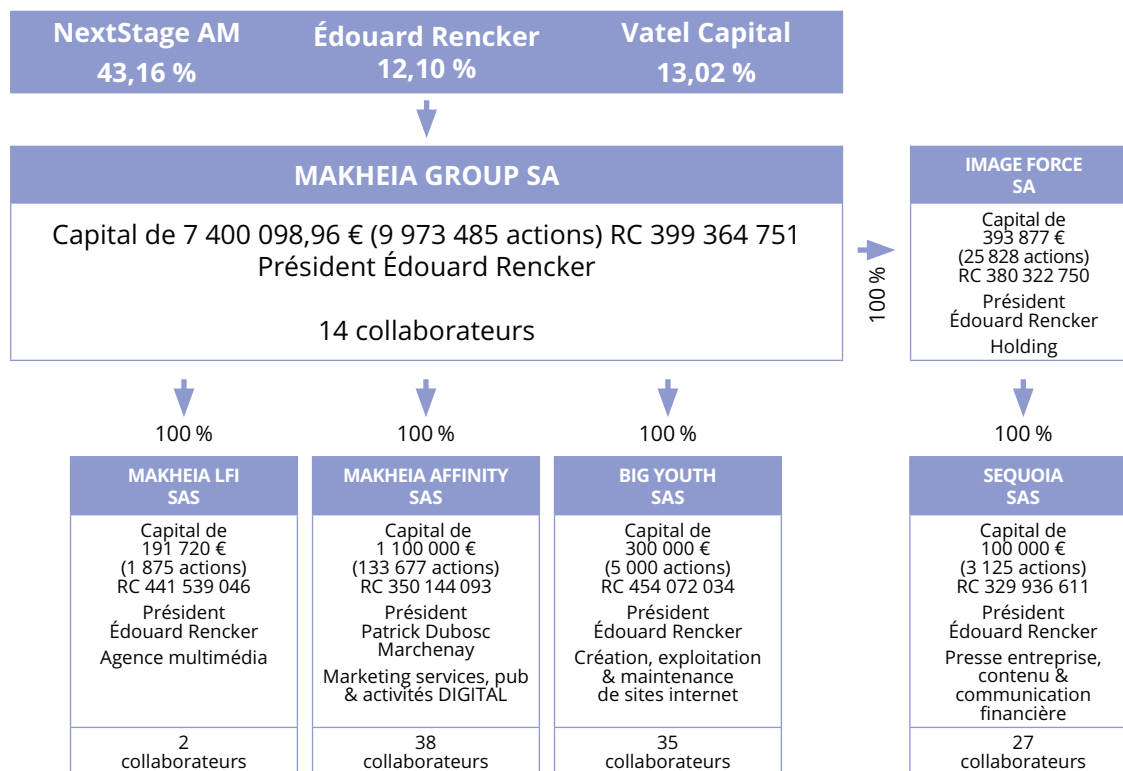 NextStage AM
43,16 %
Édouard Rencker
12,10 %
Vatel Capital
13,02 %
MAKHEIA GROUP SA
Capital de 7 400 098,96 € (9 973 485 actions) RC 399 364 751
Président Édouard Rencker
14 collaborateurs
100 %
IMAGE FORCE
SA
Capital de
393 877 €
(25 828 actions)
RC 380 322 750
Président
Édouard Rencker
Holding
100 %
MAKHEIA LFI
SAS
Capital de
191 720 €
(1 875 actions)
RC 441 539 046
Président
Édouard Rencker
Agence multimédia
2
collaborateurs
100 %
MAKHEIA AFFINITY
SAS
Capital de
1 100 000 €
(133 677 actions)
RC 350 144 093
Président
Patrick Dubosc
Marchenay
Marketing services, pub
& activités DIGITAL
38
collaborateurs
100 %
BIG YOUTH
SAS
Capital de
300 000 €
(5 000 actions)
RC 454 072 034
Président
Édouard Rencker
Création, exploitation
& maintenance
de sites internet
35
collaborateurs
100 %
SEQUOIA
SAS
Capital de
100 000 €
(3 125 actions)
RC 329 936 611
Président
Édouard Rencker
Presse entreprise,
contenu &
communication
financière
27
collaborateurs